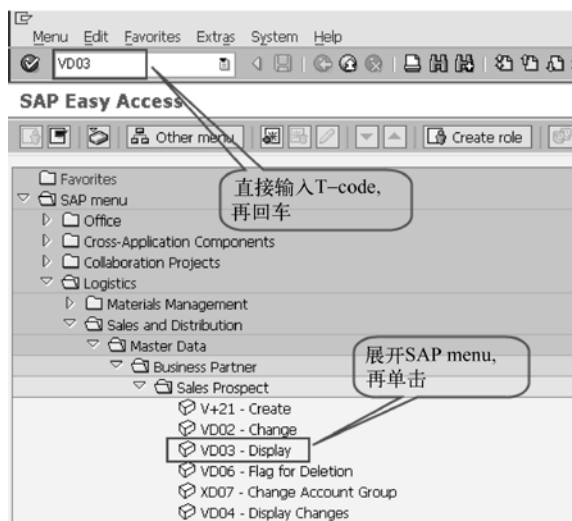 Menu Edit Favorites Extras System Help
VD03
SAP Easy Access
Other menu
Create role
直接输入T-code,
再回车
Favorites
SAP menu
Office
Cross-Application Components
Collaboration Projects
Logistics
Materials Management
Sales and Distribution
Master Data
Business Partner
Sales Prospect
展开SAP menu,
再单击
V+21 - Create
VD02 - Change
VD03 - Display
VD06 - Flag for Deletion
XD07 - Change Account Group
VD04 - Display Changes